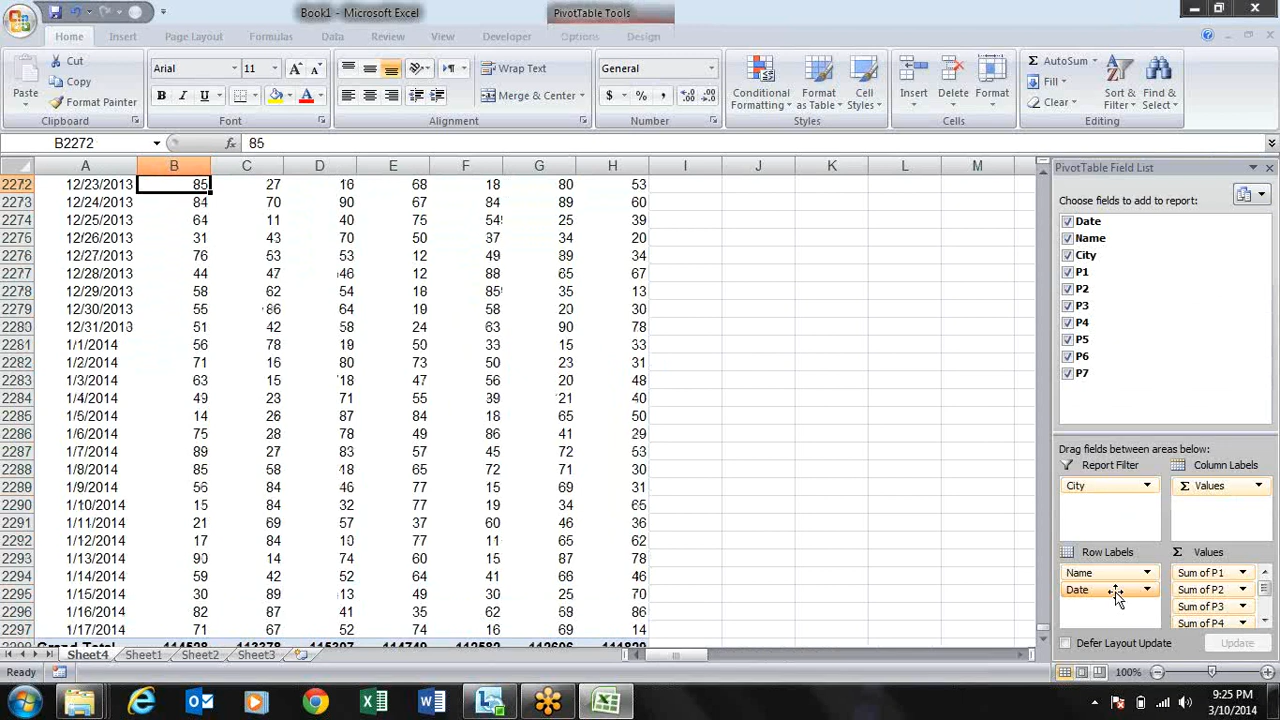 Book1 - Microsoft Excel
PivotTable Tools
Home Insert Page Layout Formulas Data Review View Developer Options Design
Paste
Cut
Copy
Format Painter
Clipboard
Arial 11
B I U
Font
Wrap Text
Merge & Center
Alignment
General
$ % ,
Number
Conditional Formatting
Format as Table
Cell Styles
Styles
Insert Delete Format
Cells
AutoSum
Fill
Clear
Sort & Filter
Find & Select
Editing
B2272 fx 85
A B C D E F G H I J K L M
2272 12/23/2013 85 27 16 68 18 80 53
2273 12/24/2013 84 70 90 67 84 89 60
2274 12/25/2013 64 11 40 75 54 25 39
2275 12/26/2013 31 43 70 50 37 34 20
2276 12/27/2013 76 53 53 12 49 89 34
2277 12/28/2013 44 47 46 12 88 65 67
2278 12/29/2013 58 62 54 16 85 35 13
2279 12/30/2013 55 86 64 19 58 20 30
2280 12/31/2013 51 42 58 24 63 90 78
2281 1/1/2014 56 78 19 50 33 15 33
2282 1/2/2014 71 16 80 73 50 23 31
2283 1/3/2014 63 15 18 47 56 20 48
2284 1/4/2014 49 23 71 55 39 21 40
2285 1/5/2014 14 26 87 84 18 65 50
2286 1/6/2014 75 28 78 49 86 41 29
2287 1/7/2014 89 27 83 57 45 72 53
2288 1/8/2014 85 58 48 65 72 71 30
2289 1/9/2014 56 84 46 77 15 69 31
2290 1/10/2014 15 84 32 77 19 34 65
2291 1/11/2014 21 69 57 37 60 46 36
2292 1/12/2014 17 84 19 77 11 65 62
2293 1/13/2014 90 14 74 60 15 87 78
2294 1/14/2014 59 42 52 64 41 66 46
2295 1/15/2014 30 89 13 49 30 25 70
2296 1/16/2014 82 87 41 35 62 59 86
2297 1/17/2014 71 67 52 74 16 69 14
Sheet4 Sheet1 Sheet2 Sheet3
Ready
100%
PivotTable Field List
Choose fields to add to report:
Date
Name
City
P1
P2
P3
P4
P5
P6
P7
Drag fields between areas below:
Report Filter
Column Labels
City
Σ Values
Row Labels
Σ Values
Name
Date
Sum of P1
Sum of P2
Sum of P3
Sum of P4
Defer Layout Update
Update
9:25 PM
3/10/2014